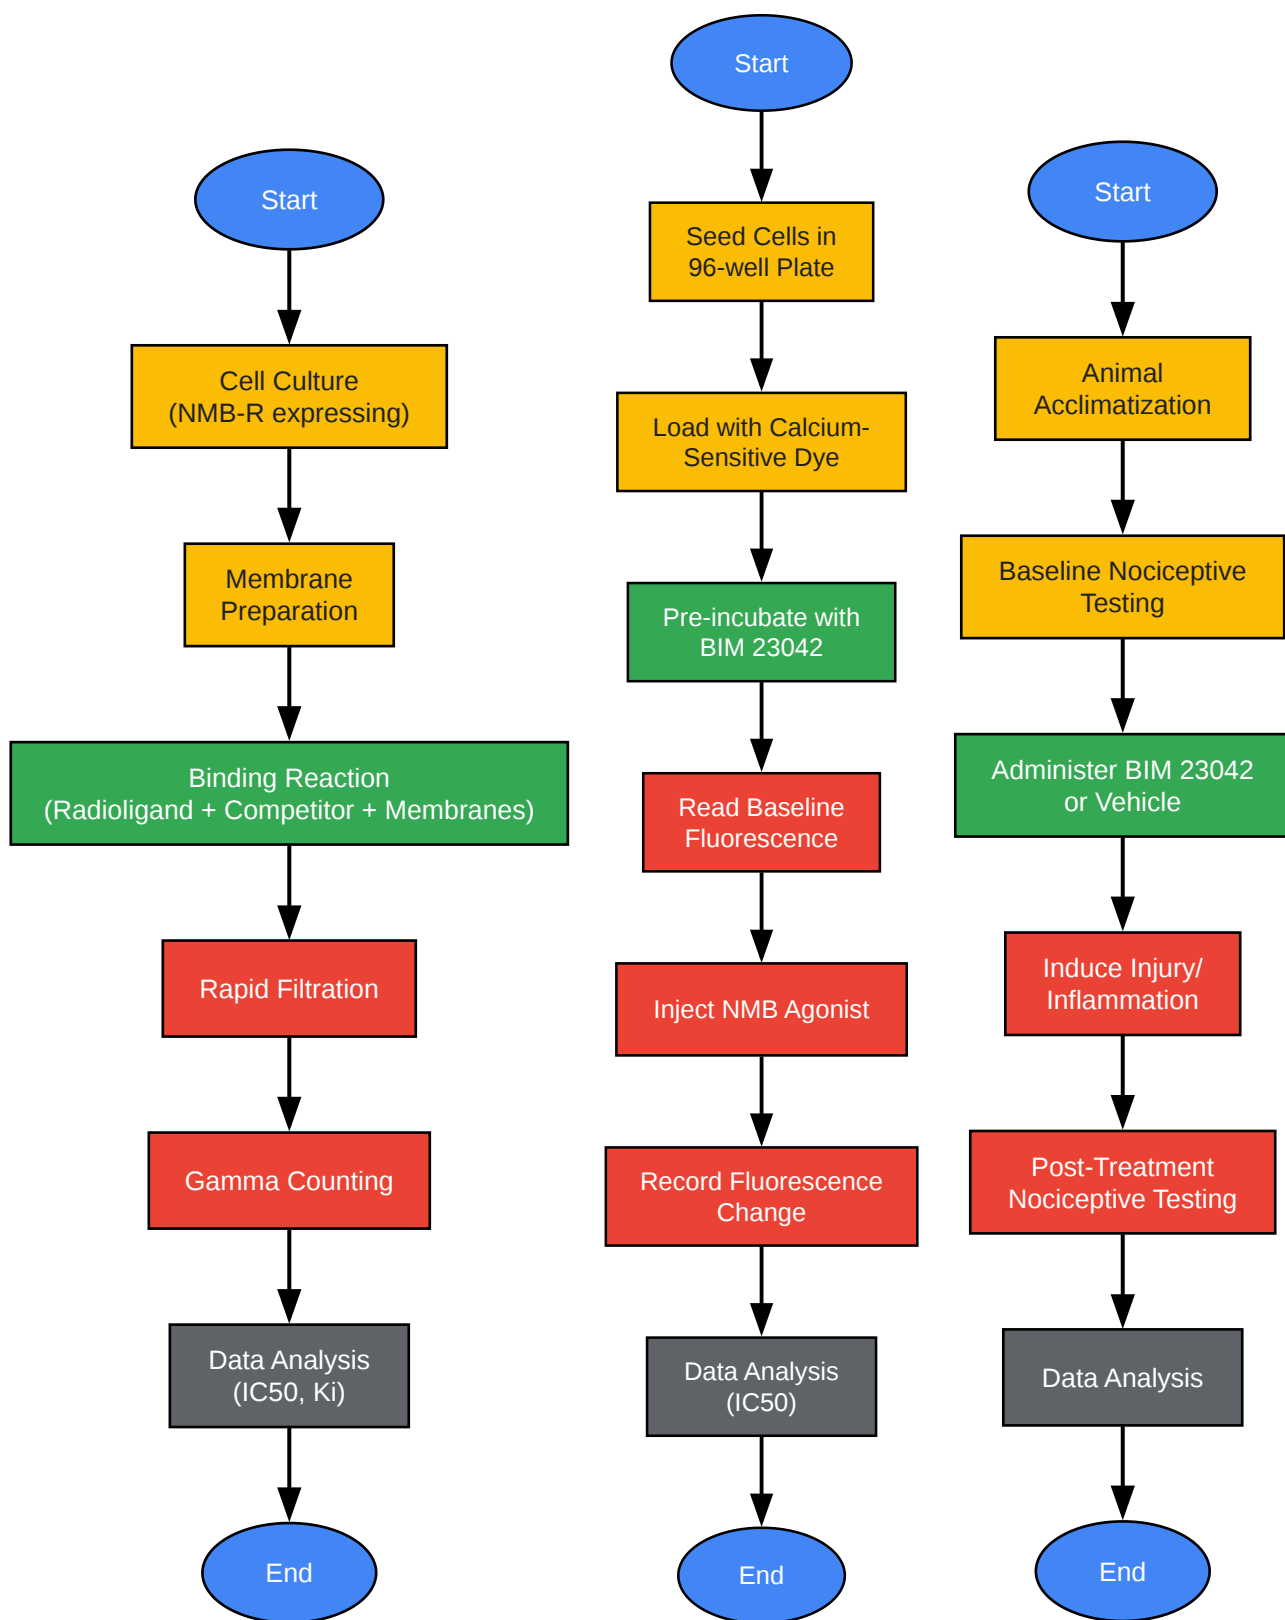 Start
Cell Culture
(NMB-R expressing)
Membrane
Preparation
Binding Reaction
(Radioligand + Competitor + Membranes)
Rapid Filtration
Gamma Counting
Data Analysis
(IC50, Ki)
End
Start
Seed Cells in
96-well Plate
Load with Calcium-
Sensitive Dye
Pre-incubate with
BIM 23042
Read Baseline
Fluorescence
Inject NMB Agonist
Record Fluorescence
Change
Data Analysis
(IC50)
End
Start
Animal
Acclimatization
Baseline Nociceptive
Testing
Administer BIM 23042
or Vehicle
Induce Injury/
Inflammation
Post-Treatment
Nociceptive Testing
Data Analysis
End